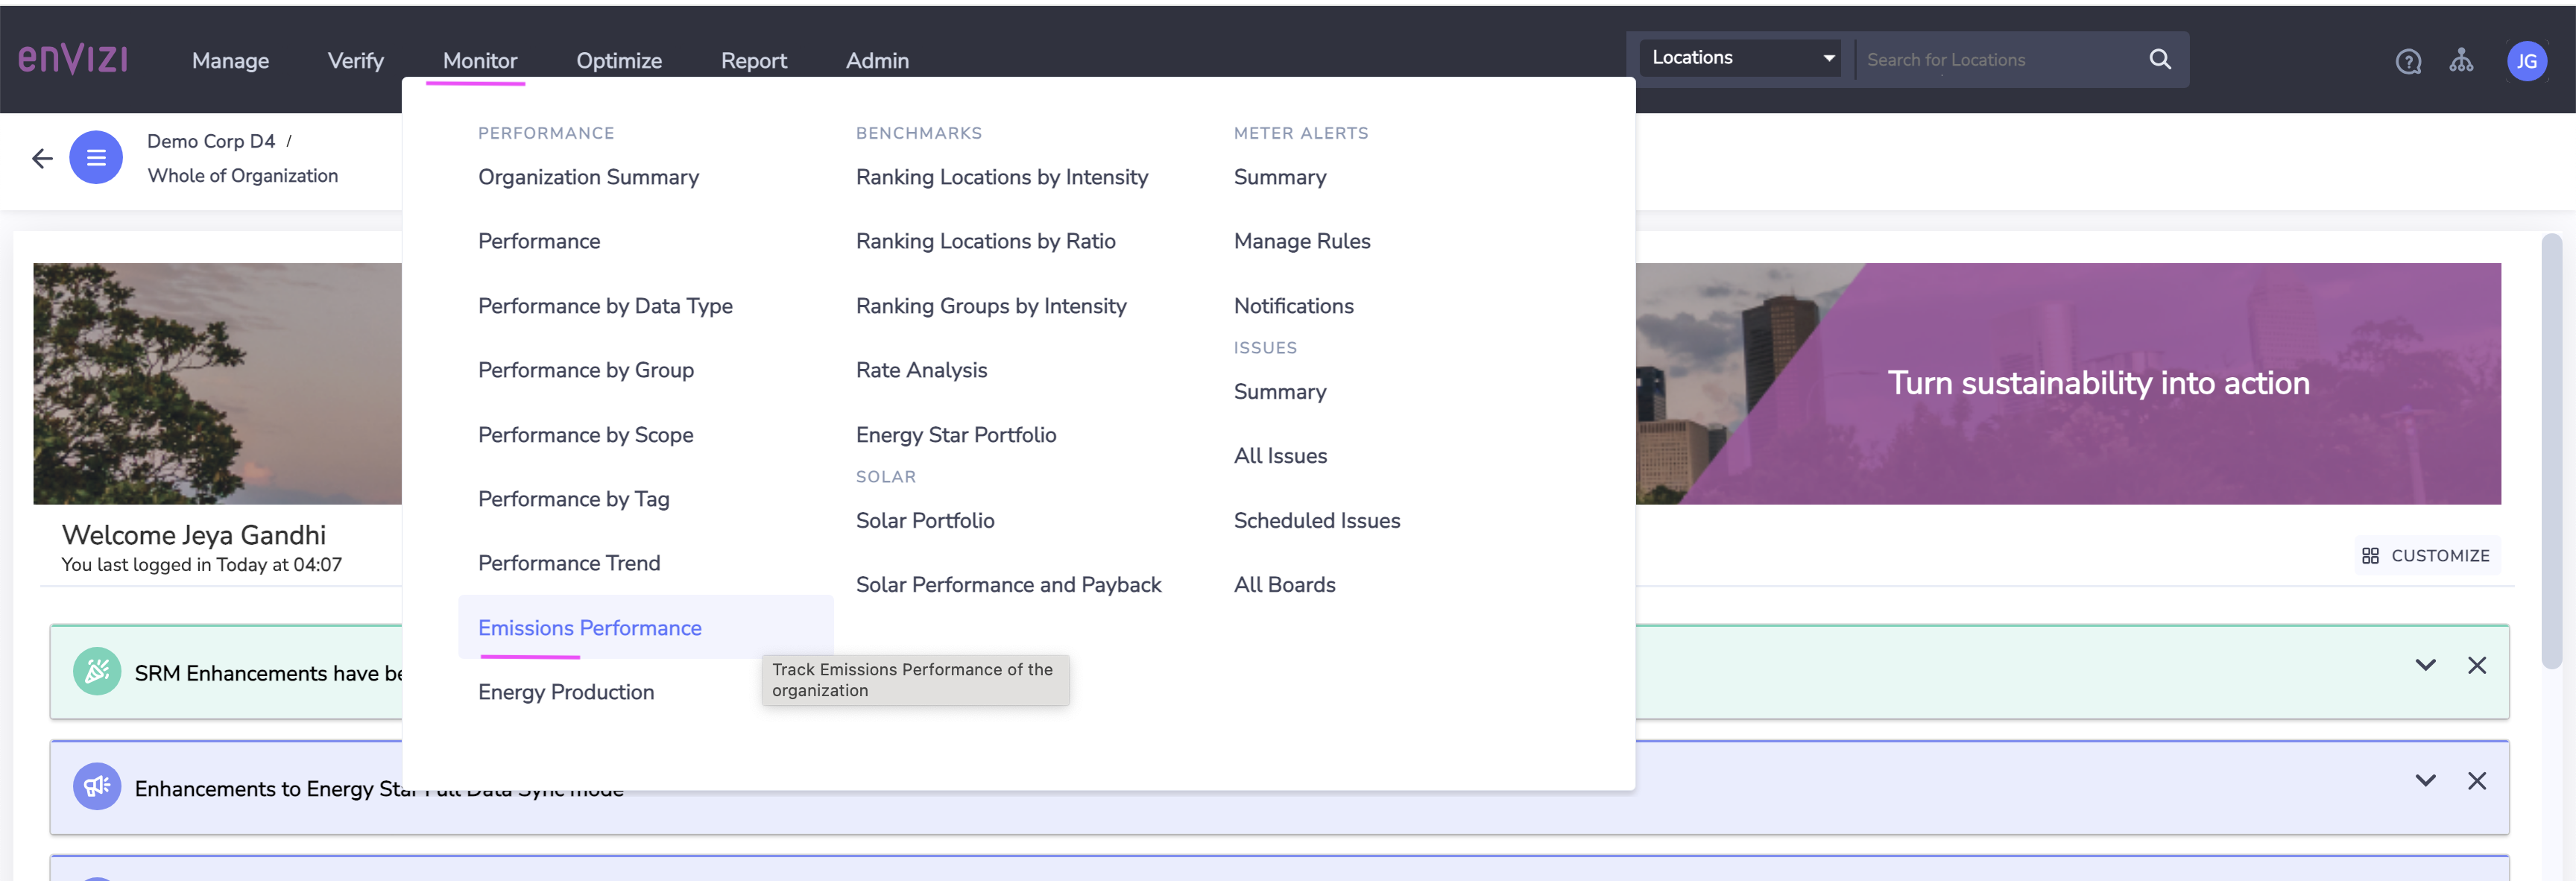 enVIZI
Manage
Verify
Monitor
Optimize
Report
Admin
Locations
Search for Locations
JG
Demo Corp D4 /
Whole of Organization
PERFORMANCE
Organization Summary
Performance
Performance by Data Type
Performance by Group
Performance by Scope
Performance by Tag
Performance Trend
Emissions Performance
Energy Production
Track Emissions Performance of the
organization
BENCHMARKS
Ranking Locations by Intensity
Ranking Locations by Ratio
Ranking Groups by Intensity
Rate Analysis
Energy Star Portfolio
SOLAR
Solar Portfolio
Solar Performance and Payback
METER ALERTS
Summary
Manage Rules
Notifications
ISSUES
Summary
All Issues
Scheduled Issues
All Boards
Turn sustainability into action
Welcome Jeya Gandhi
You last logged in Today at 04:07
CUSTOMIZE
SRM Enhancements have be
Enhancements to Energy Star Full Data Sync mode